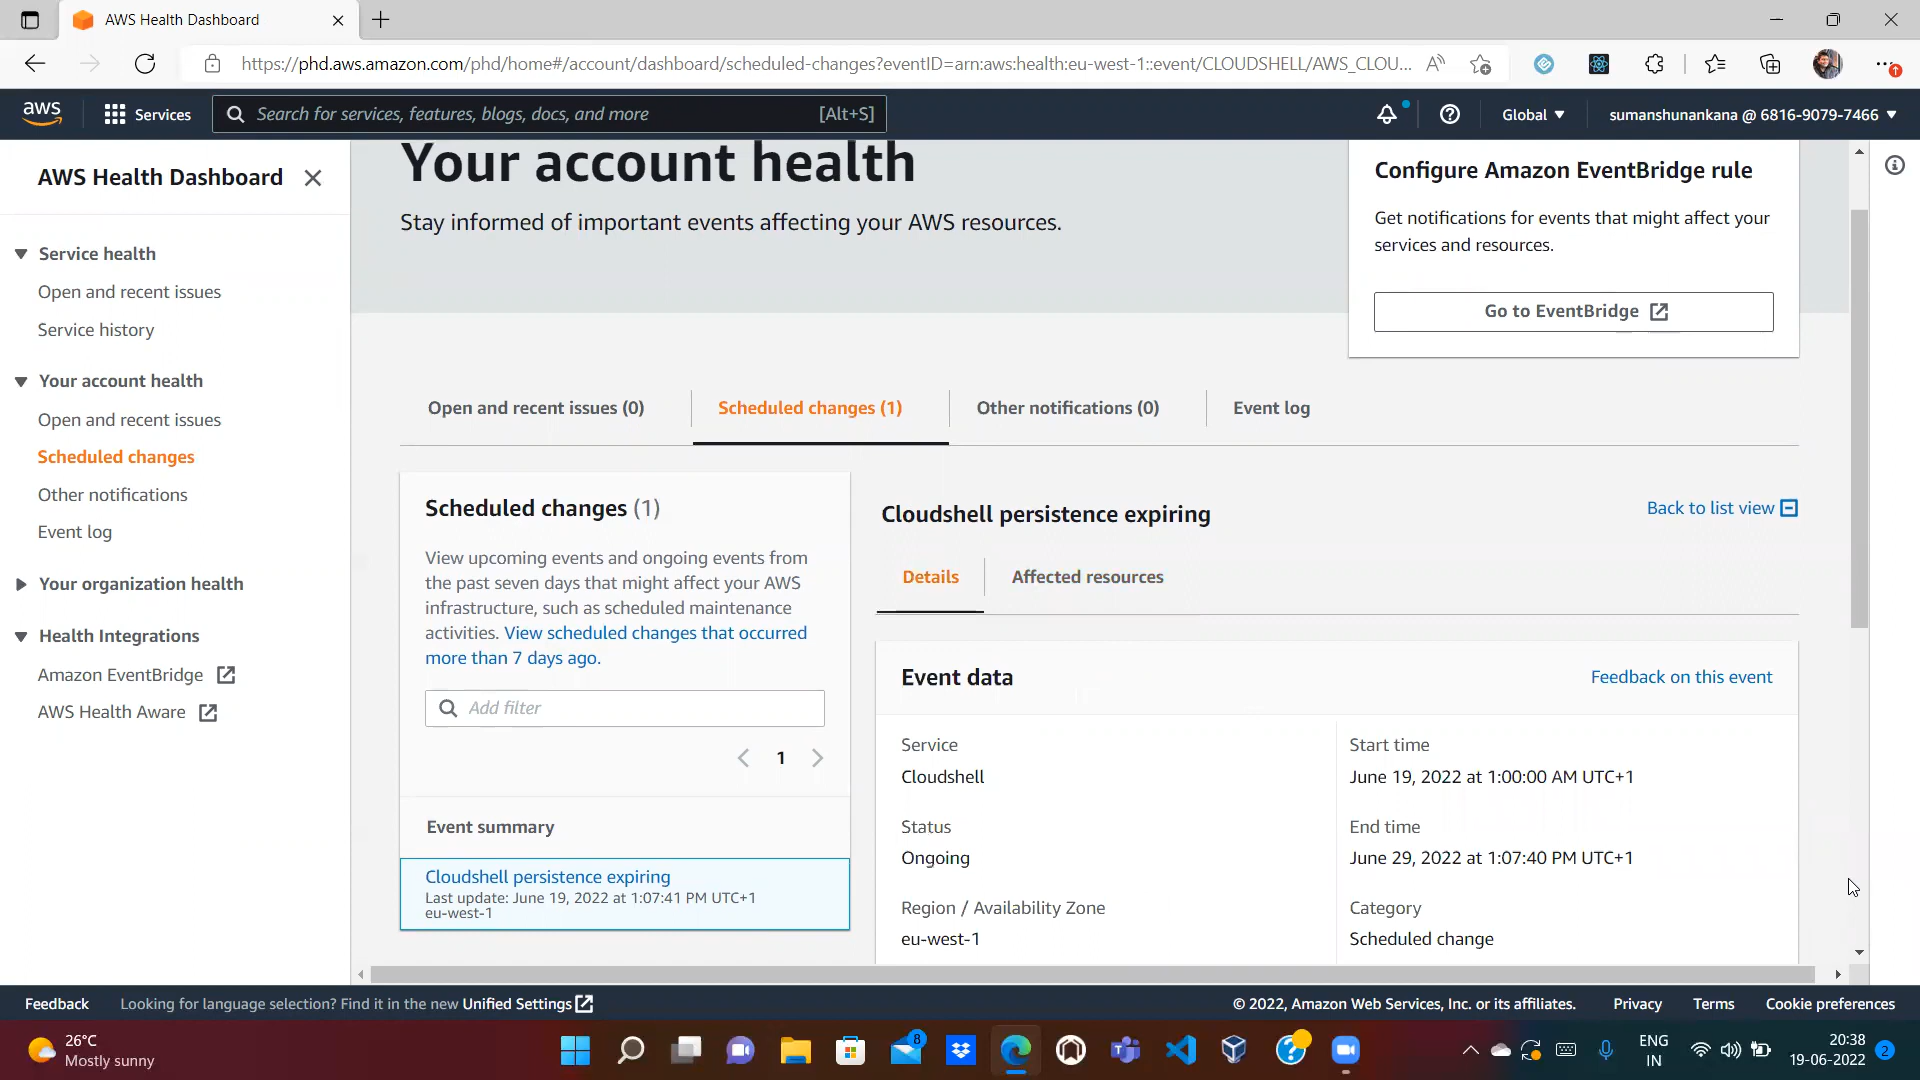 AWS Health Dashboard
https://phd.aws.amazon.com/phd/home#/account/dashboard/scheduled-changes?eventID=arn:aws:health:eu-west-1::event/CLOUDSHELL/AWS_CLOU...
aws
Services
Search for services, features, blogs, docs, and more
[Alt+S]
Global
sumanshunankana @ 6816-9079-7466
AWS Health Dashboard
Service health
Open and recent issues
Service history
Your account health
Open and recent issues
Scheduled changes
Other notifications
Event log
Your organization health
Health Integrations
Amazon EventBridge
AWS Health Aware
Your account health
Stay informed of important events affecting your AWS resources.
Configure Amazon EventBridge rule
Get notifications for events that might affect your
services and resources.
Go to EventBridge
Open and recent issues (0)
Scheduled changes (1)
Other notifications (0)
Event log
Scheduled changes (1)
View upcoming events and ongoing events from
the past seven days that might affect your AWS
infrastructure, such as scheduled maintenance
activities. View scheduled changes that occurred
more than 7 days ago.
Add filter
1
Event summary
Cloudshell persistence expiring
Last update: June 19, 2022 at 1:07:41 PM UTC+1
eu-west-1
Cloudshell persistence expiring
Back to list view
Details
Affected resources
Event data
Feedback on this event
Service
Cloudshell
Status
Ongoing
Region / Availability Zone
eu-west-1
Start time
June 19, 2022 at 1:00:00 AM UTC+1
End time
June 29, 2022 at 1:07:40 PM UTC+1
Category
Scheduled change
Feedback
Looking for language selection? Find it in the new Unified Settings
© 2022, Amazon Web Services, Inc. or its affiliates.
Privacy
Terms
Cookie preferences
26°C
Mostly sunny
8
ENG
IN
20:38
19-06-2022
2